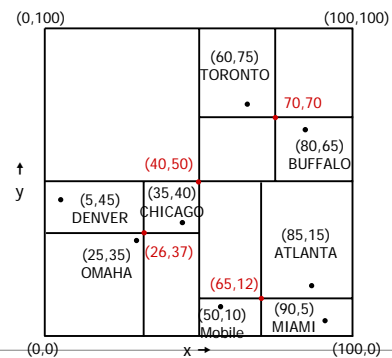 (0,100)
(100,100)
(60,75)
TORONTO
70,70
(80,65)
BUFFALO
(40,50)
y
(5,45)
DENVER
(35,40)
CHICAGO
(25,35)
OMAHA
(26,37)
(85,15)
ATLANTA
(65,12)
(50,10)
Mobile
(90,5)
MIAMI
(0,0)
x →
(100,0)